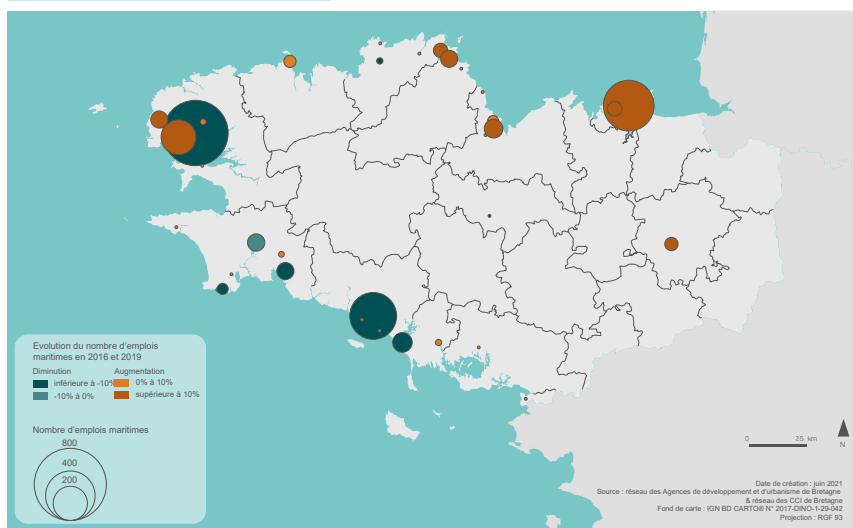 Evolution du nombre d'emplois
maritimes en 2016 et 2019
Diminution
Augmentation
inférieure à -10%
0% à 10%
-10% à 0%
supérieure à 10%
Nombre d'emplois maritimes
800
400
200
0
25 km
N
Date de création : juin 2021
Source : réseau des Agences de développement et d'urbanisme de Bretagne
& réseau des CCI de Bretagne
Fond de carte : IGN BD CARTO® N° 2017-DINO-1-29-042
Projection : RGF 93